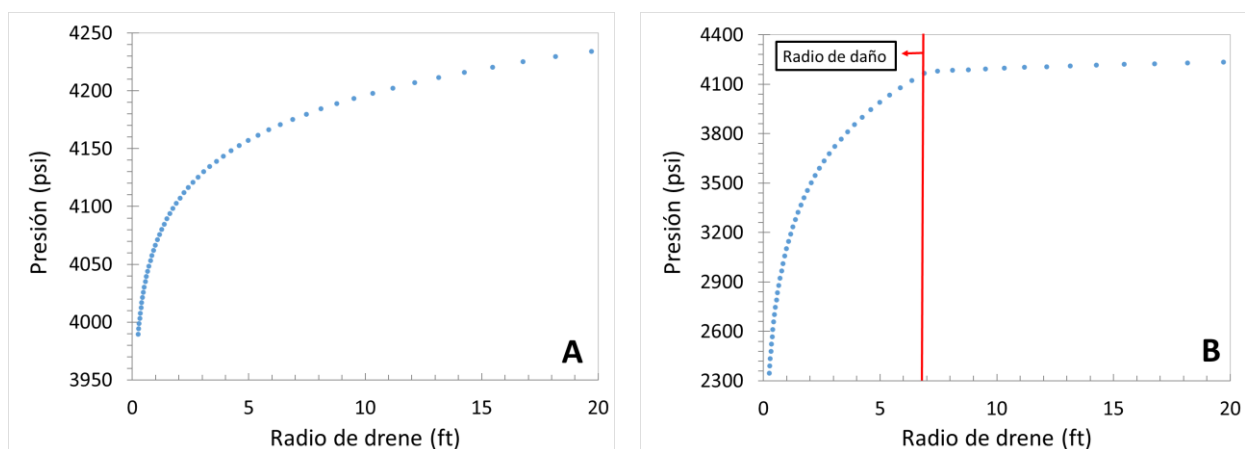 4250
4200
4150
4100
4050
4000
3950
Presión (psi)
0 5 10 15 20
Radio de drene (ft)
A
4400
4100
3800
3500
3200
2900
2600
2300
Presión (psi)
Radio de daño
0 5 10 15 20
Radio de drene (ft)
B